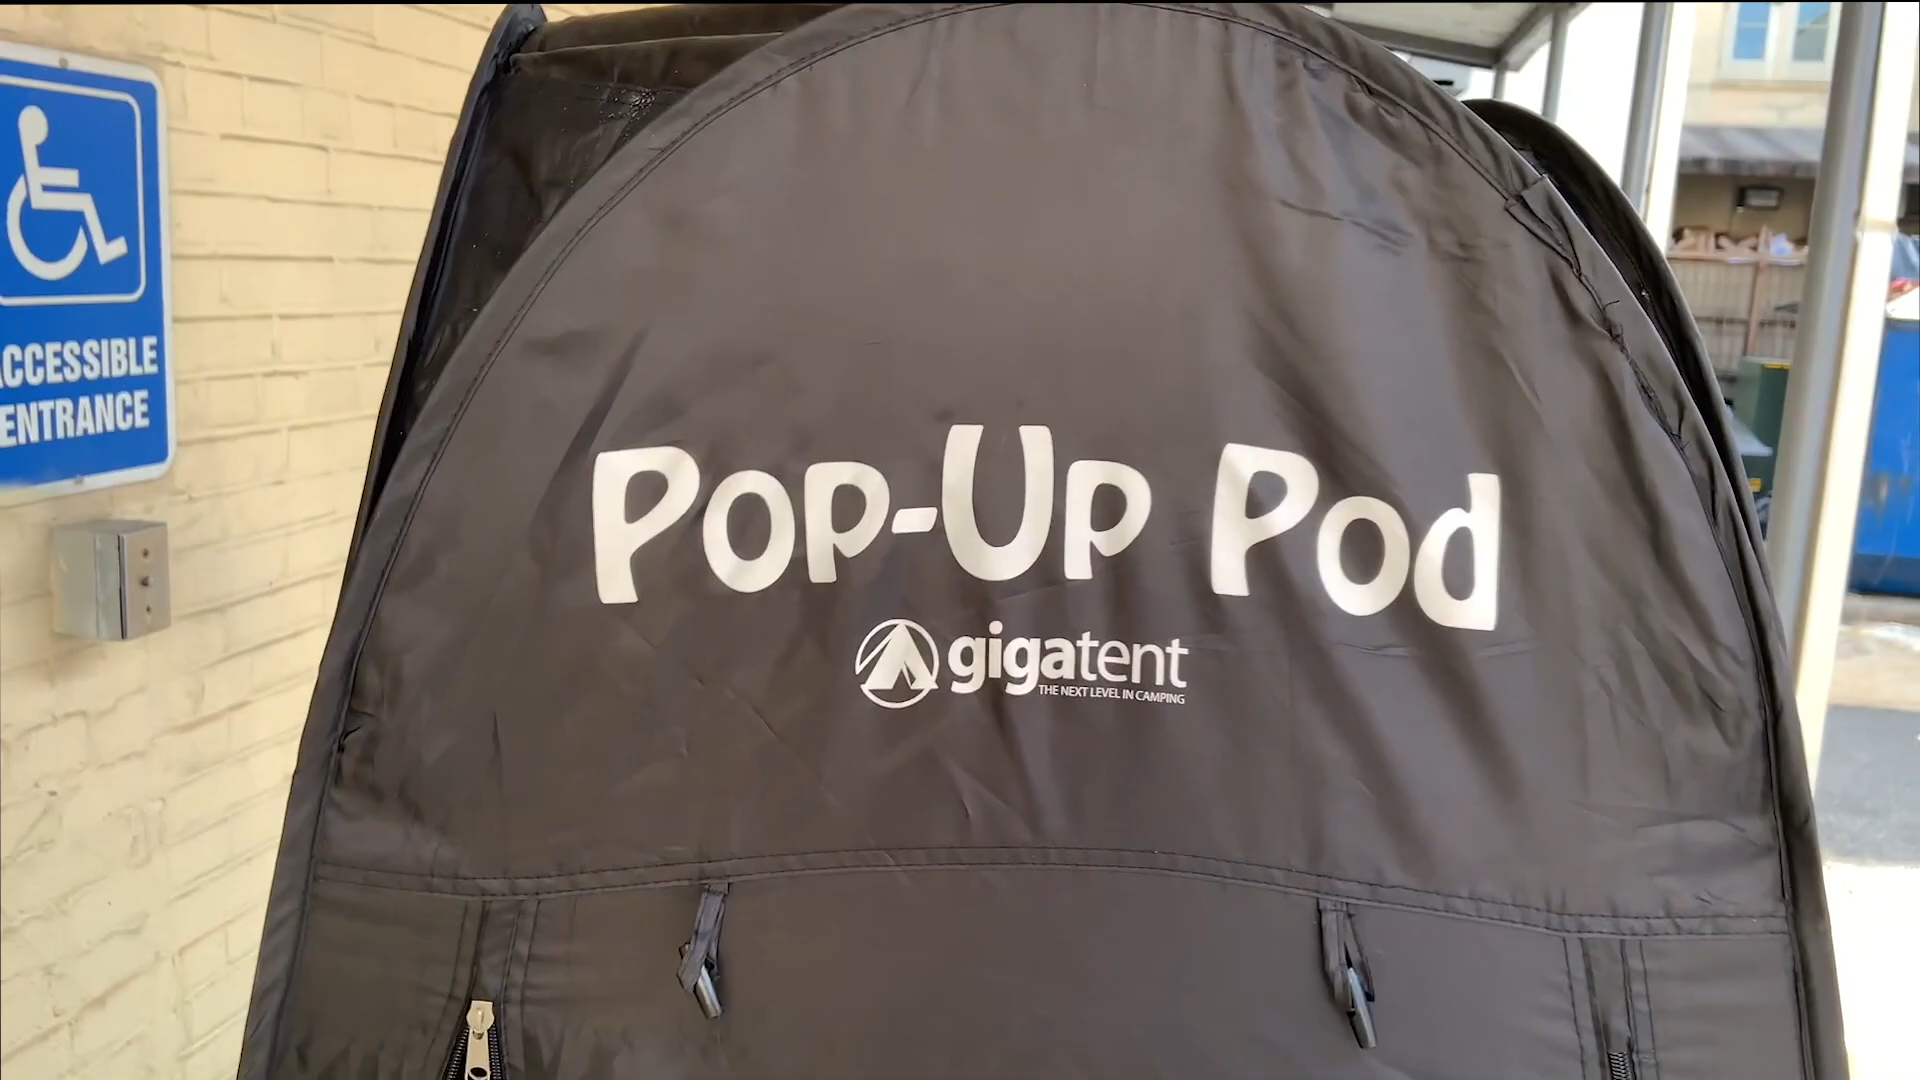 ACCESSIBLE
ENTRANCE
Pop-Up Pod
gigatent
THE NEXT LEVEL IN CAMPING